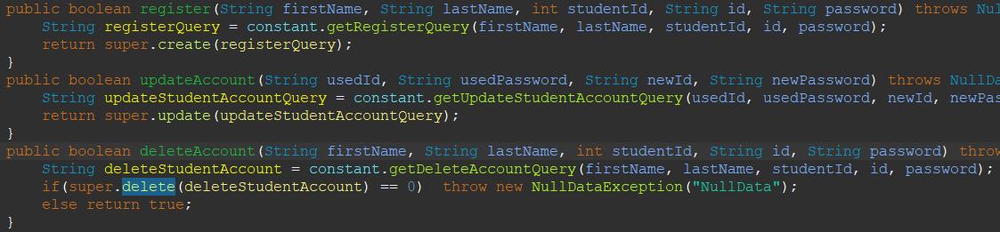 public boolean register(String firstName, String lastName, int studentId, String id, String password) throws Null
String registerQuery = constant.getRegisterQuery(firstName, lastName, studentId, id, password);
return super.create(registerQuery);
}
public boolean updateAccount(String usedId, String usedPassword, String newId, String newPassword) throws NullDa
String updateStudentAccountQuery = constant.getUpdateStudentAccountQuery(usedId, usedPassword, newId, newPas
return super.update(updateStudentAccountQuery);
}
public boolean deleteAccount(String firstName, String lastName, int studentId, String id, String password) throw
String deleteStudentAccount = constant.getDeleteAccountQuery(firstName, lastName, studentId, id, password);
if(super.delete(deleteStudentAccount) == 0)  throw new NullDataException("NullData");
else return true;
}